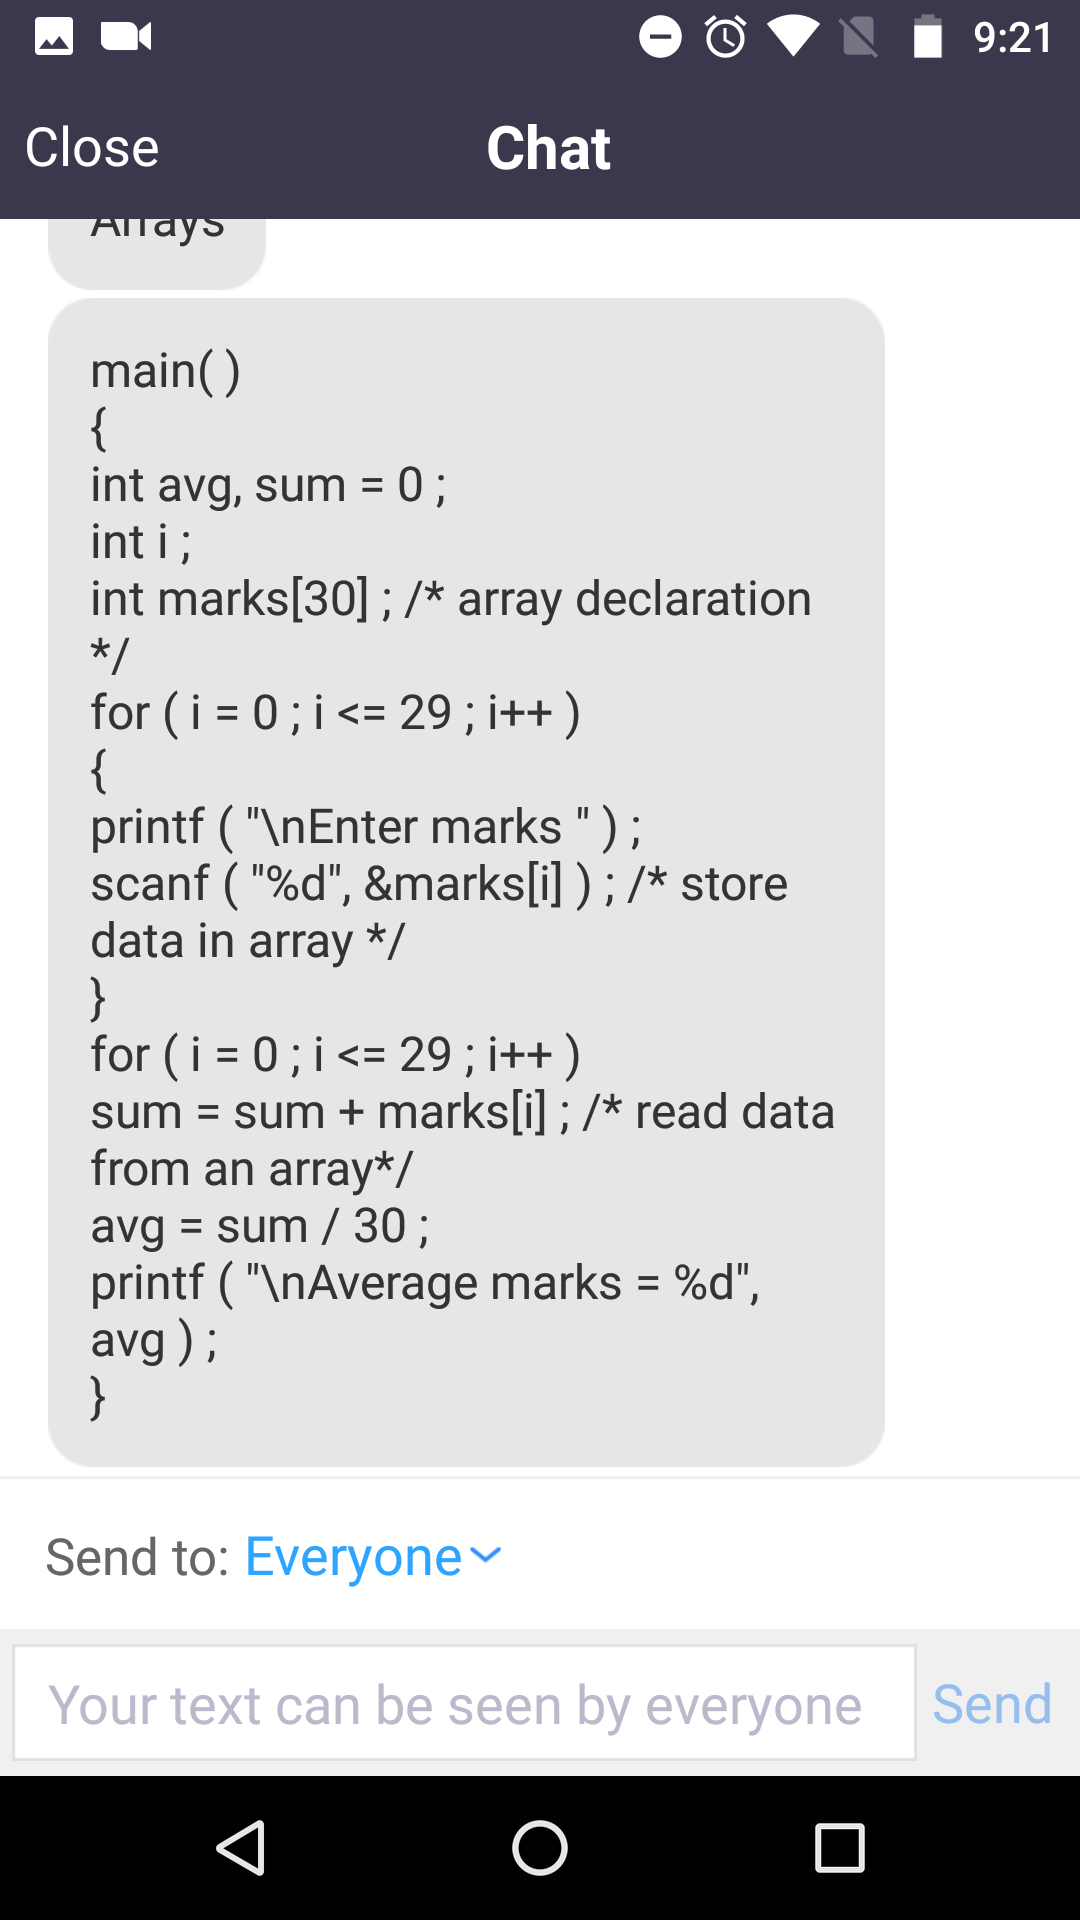 9:21
Close
Chat
Arrays
main( )
{
int avg, sum = 0 ;
int i ;
int marks[30] ; /* array declaration
*/
for ( i = 0 ; i <= 29 ; i++ )
{
printf ( "\nEnter marks " ) ;
scanf ( "%d", &marks[i] ) ; /* store
data in array */
}
for ( i = 0 ; i <= 29 ; i++ )
sum = sum + marks[i] ; /* read data
from an array*/
avg = sum / 30 ;
printf ( "\nAverage marks = %d",
avg ) ;
}
Send to: Everyone
Your text can be seen by everyone
Send